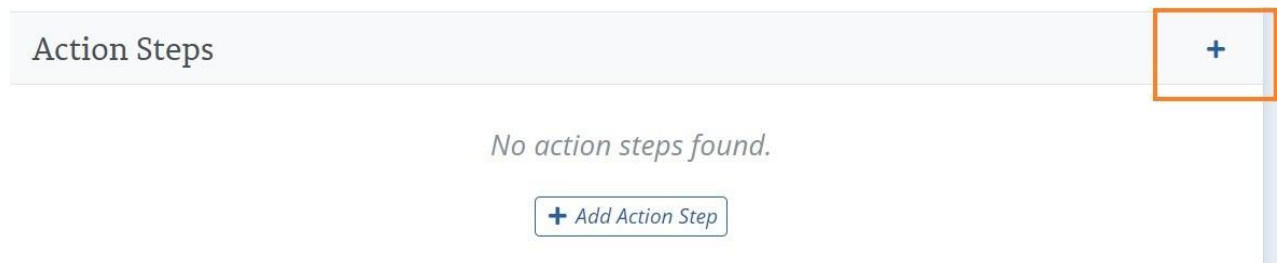 Action Steps +
No action steps found.
+ Add Action Step